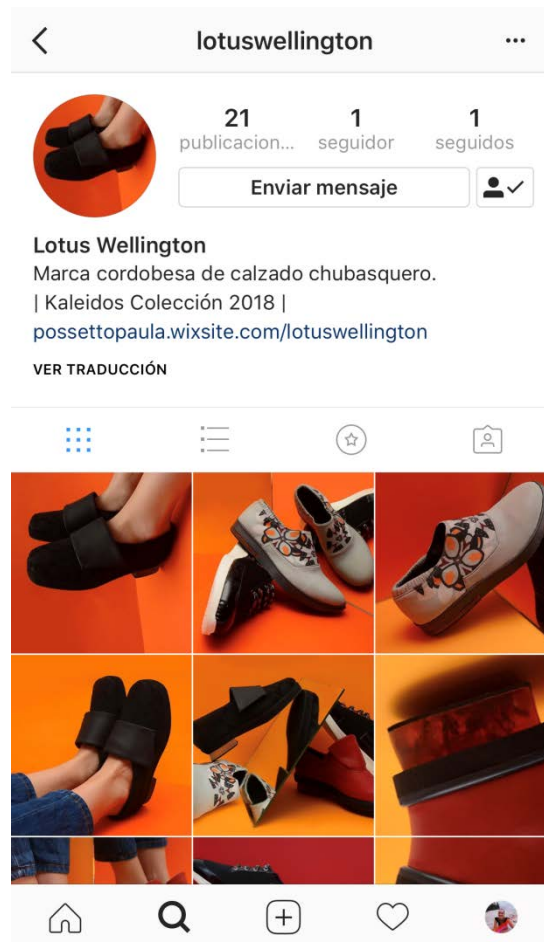 lotuswellington
21 1 1
publicacion... seguidor seguidos
Enviar mensaje
Lotus Wellington
Marca cordobesa de calzado chubasquero.
| Kaleidos Colección 2018 |
possettopaula.wixsite.com/lotuswellington
VER TRADUCCIÓN